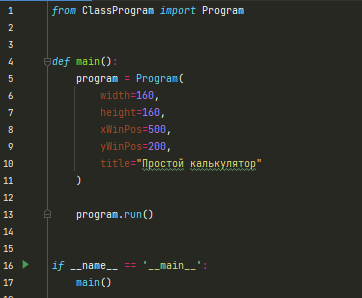 1 from ClassProgram import Program
2
3
4 def main():
5     program = Program(
6         width=160,
7         height=160,
8         xWinPos=500,
9         yWinPos=200,
10         title="Простой калькулятор"
11     )
12
13     program.run()
14
15
16 if __name__ == '__main__':
17     main()
18